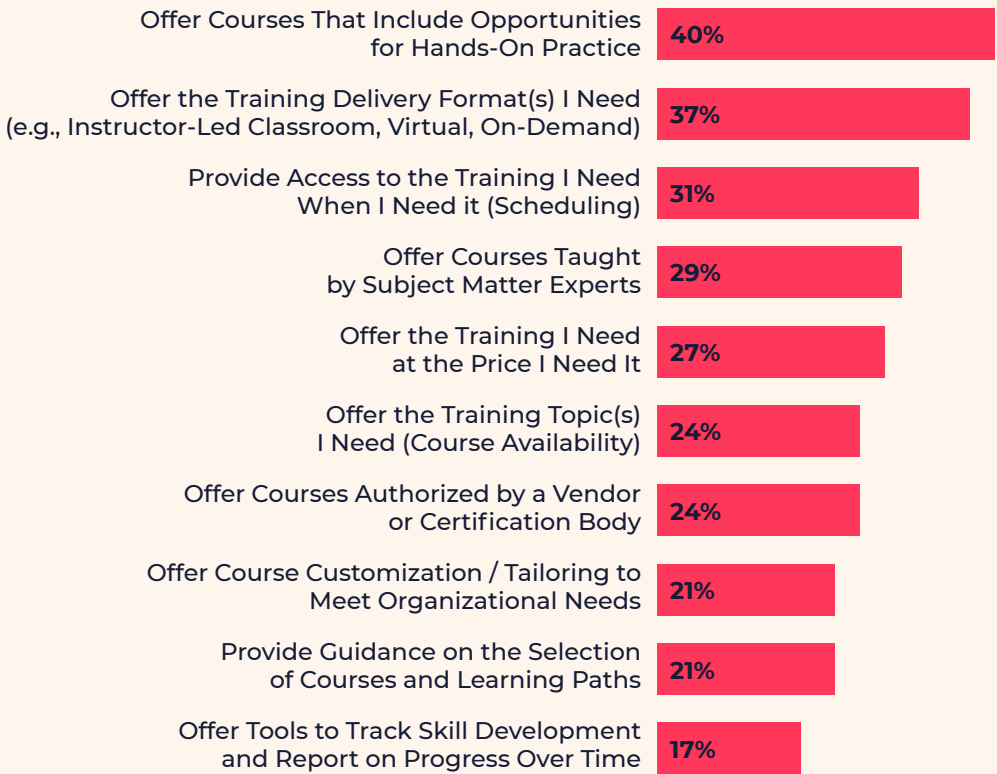 Offer Courses That Include Opportunities
for Hands-On Practice
40%
Offer the Training Delivery Format(s) I Need
(e.g., Instructor-Led Classroom, Virtual, On-Demand)
37%
Provide Access to the Training I Need
When I Need it (Scheduling)
31%
Offer Courses Taught
by Subject Matter Experts
29%
Offer the Training I Need
at the Price I Need It
27%
Offer the Training Topic(s)
I Need (Course Availability)
24%
Offer Courses Authorized by a Vendor
or Certification Body
24%
Offer Course Customization / Tailoring to
Meet Organizational Needs
21%
Provide Guidance on the Selection
of Courses and Learning Paths
21%
Offer Tools to Track Skill Development
and Report on Progress Over Time
17%